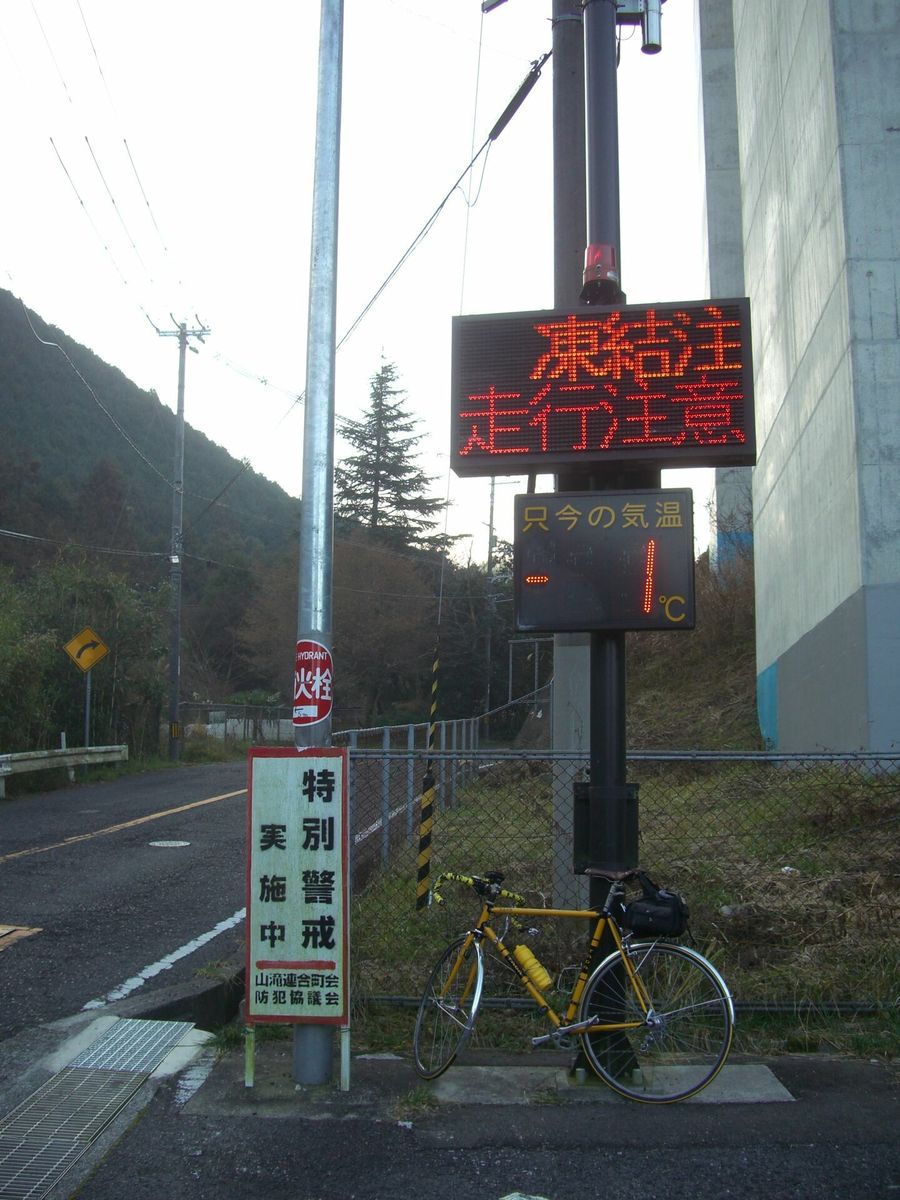 凍結注
走行注意
只今の気温
-1℃
HYDRANT
火栓
特別警戒
実施中
山滝連合町会
防犯協議会